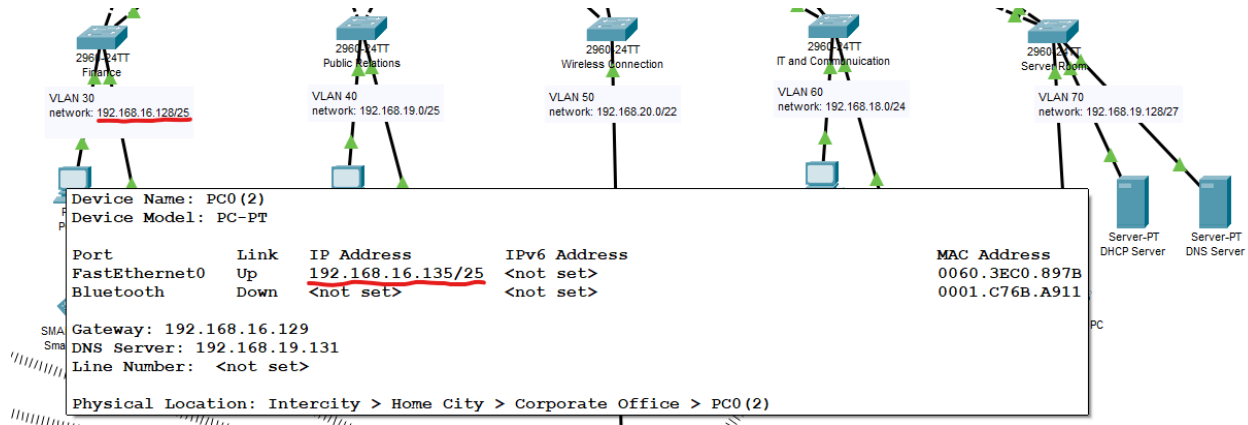 2960-24TT
Finance
2960-24TT
Public Relations
2960-24TT
Wireless Connection
2960-24TT
IT and Commnuication
2960-24TT
Server Room
VLAN 30
network: 192.168.16.128/25
VLAN 40
network: 192.168.19.0/25
VLAN 50
network: 192.168.20.0/22
VLAN 60
network: 192.168.18.0/24
VLAN 70
network: 192.168.19.128/27
Device Name: PC0(2)
Device Model: PC-PT
Port Link IP Address IPv6 Address MAC Address
FastEthernet0 Up 192.168.16.135/25 <not set> 0060.3EC0.897B
Bluetooth Down <not set> <not set> 0001.C76B.A911
Gateway: 192.168.16.129
DNS Server: 192.168.19.131
Line Number: <not set>
Physical Location: Intercity > Home City > Corporate Office > PC0(2)
Server-PT
DHCP Server
Server-PT
DNS Server
PC
SMA
Sma